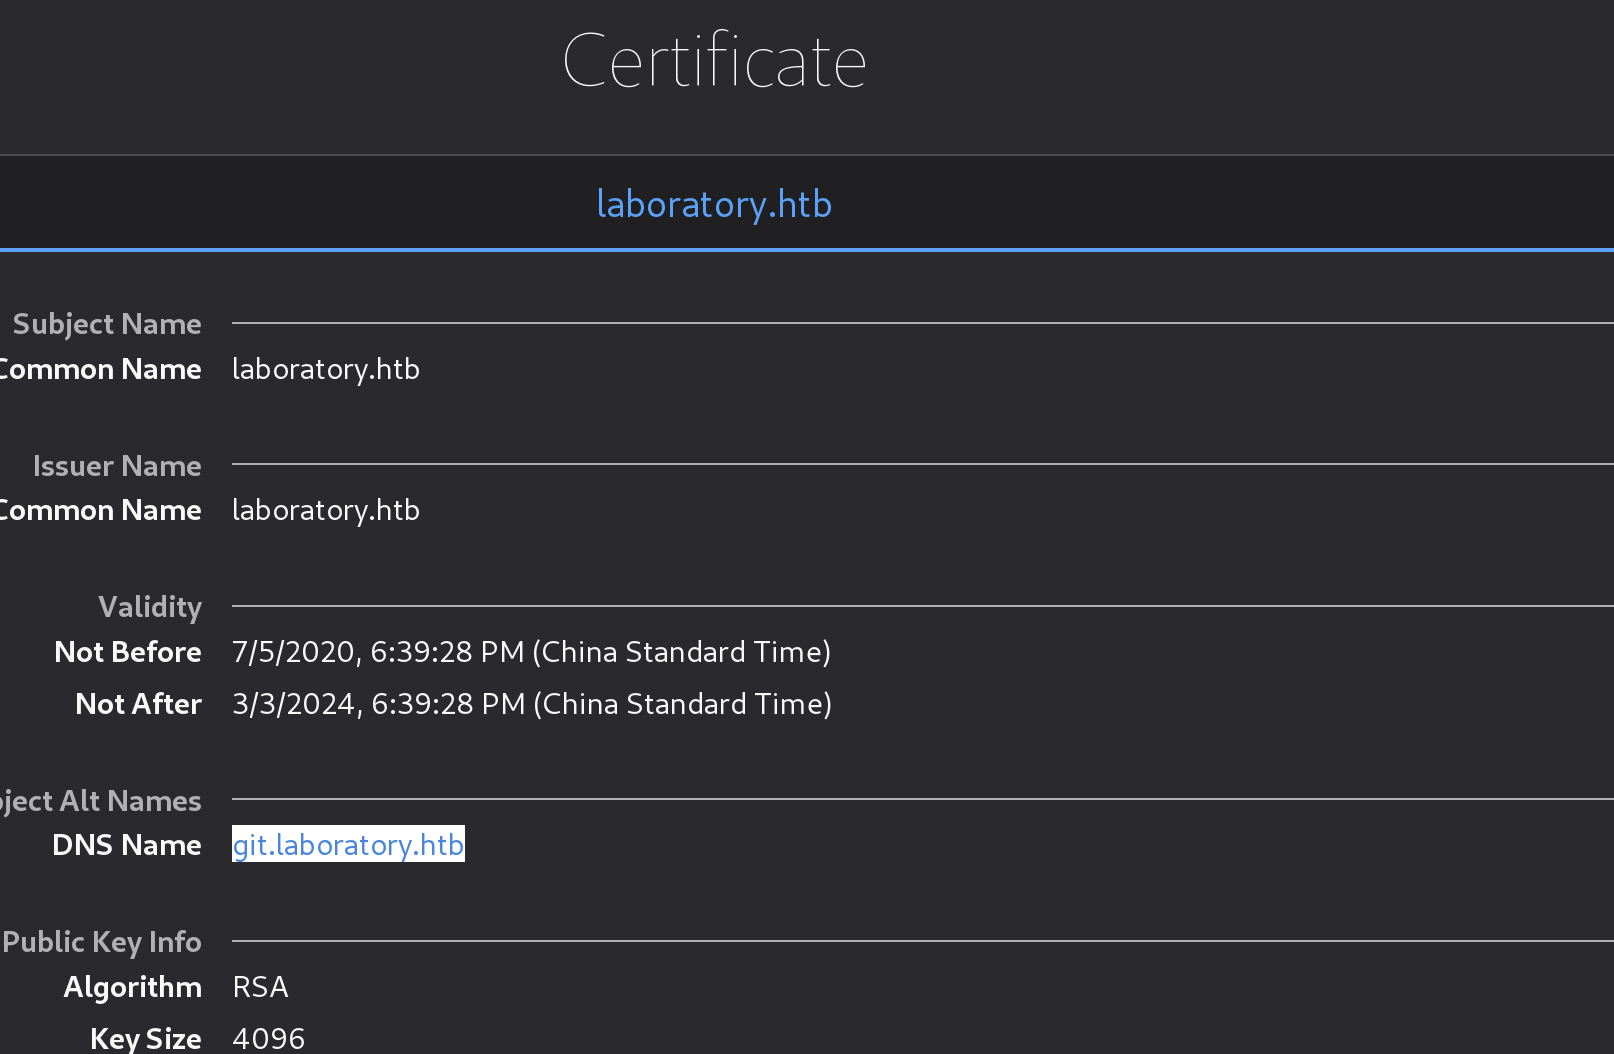 Certificate
laboratory.htb
Subject Name
Common Name laboratory.htb
Issuer Name
Common Name laboratory.htb
Validity
Not Before 7/5/2020, 6:39:28 PM (China Standard Time)
Not After 3/3/2024, 6:39:28 PM (China Standard Time)
bject Alt Names
DNS Name git.laboratory.htb
Public Key Info
Algorithm RSA
Key Size 4096